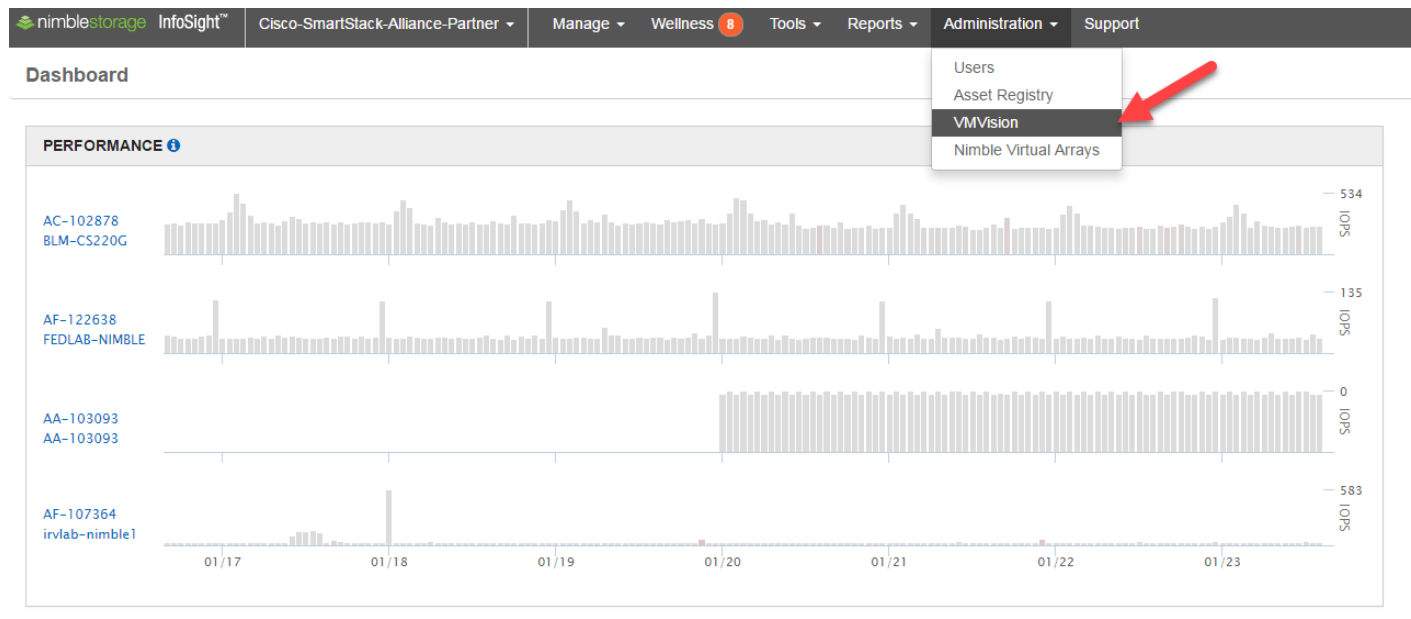 nimblestorage InfoSight™ Cisco-SmartStack-Alliance-Partner Manage Wellness 8 Tools Reports Administration Support
Dashboard
Users
Asset Registry
VMVision
Nimble Virtual Arrays
PERFORMANCE
AC-102878
BLM-CS220G
534
IOPS
AF-122638
FEDLAB-NIMBLE
135
IOPS
AA-103093
AA-103093
0
IOPS
AF-107364
irvlab-nimble1
583
IOPS
01/17 01/18 01/19 01/20 01/21 01/22 01/23